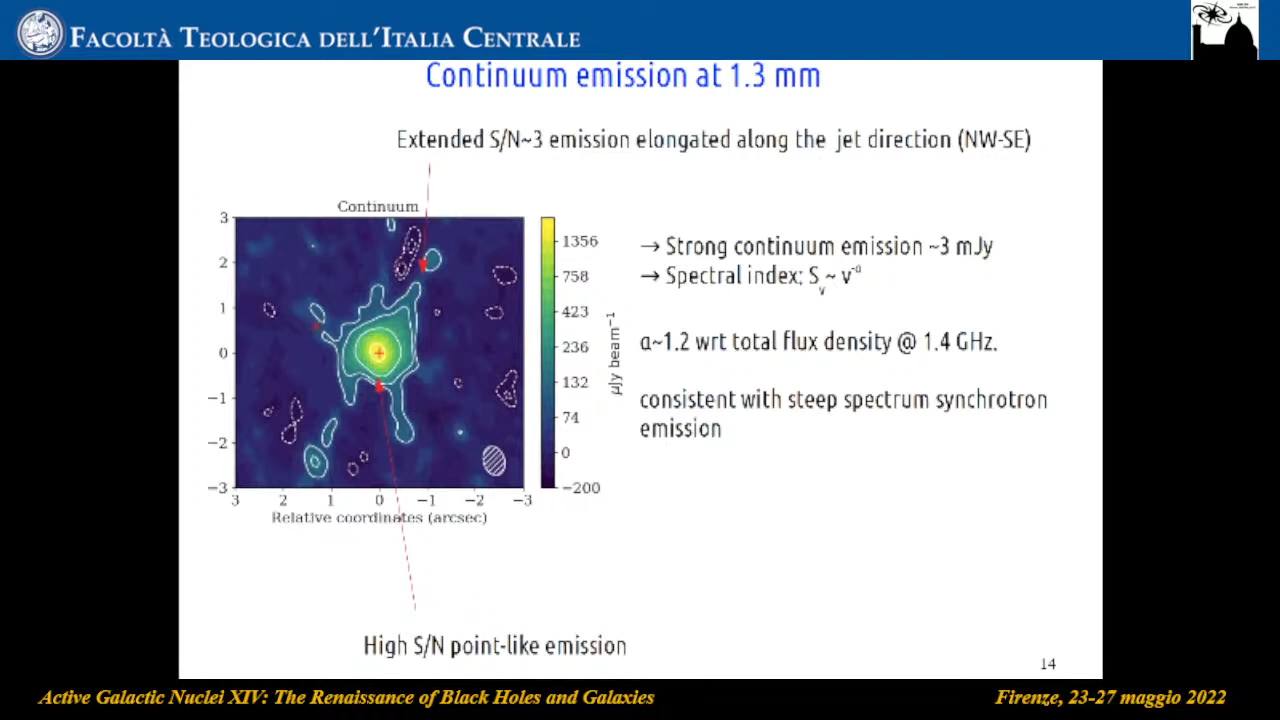 FACOLTÀ TEOLOGICA DELL'ITALIA CENTRALE
Continuum emission at 1.3 mm
Extended S/N~3 emission elongated along the jet direction (NW-SE)
Continuum
3
2
1
0
−1
−2
−3
3 2 1 0 −1 −2 −3
Relative coordinates (arcsec)
1356
758
423
236
132
74
0
−200
μJy beam⁻¹
→ Strong continuum emission ~3 mJy
→ Spectral index; Sᵥ ~ ν^-α
α~1.2 wrt total flux density @ 1.4 GHz.
consistent with steep spectrum synchrotron
emission
High S/N point-like emission
14
Active Galactic Nuclei XIV: The Renaissance of Black Holes and Galaxies
Firenze, 23-27 maggio 2022